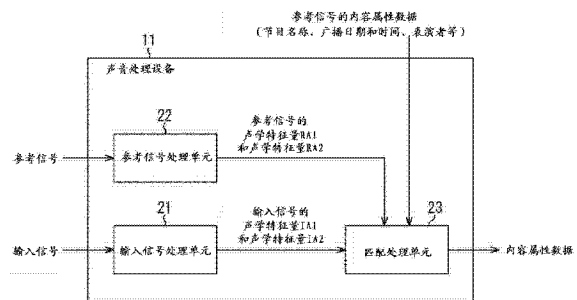 参考信号的内容属性数据
(节目名称、广播日期和时间、表演者等)
11
声音处理设备
22
参考信号
参考信号处理单元
参考信号的
声学特征量RA1
和声学特征量RA2
21
输入信号
输入信号处理单元
输入信号的
声学特征量IA1
和声学特征量IA2
23
匹配处理单元
内容属性数据